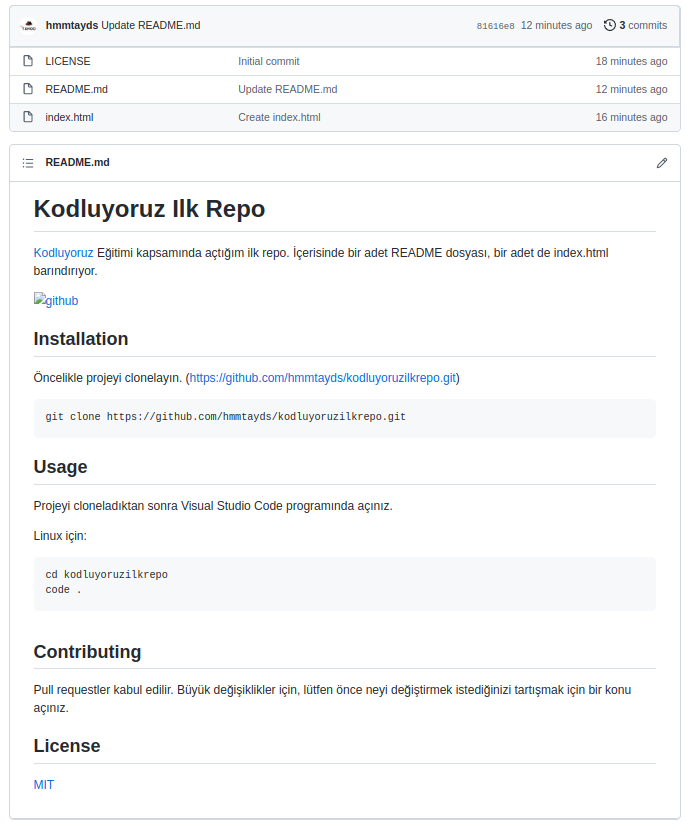 hmmtayds Update README.md 81616e8 12 minutes ago 3 commits
LICENSE Initial commit 18 minutes ago
README.md Update README.md 12 minutes ago
index.html Create index.html 16 minutes ago
README.md
Kodluyoruz Ilk Repo
Kodluyoruz Eğitimi kapsamında açtığım ilk repo. İçerisinde bir adet README dosyası, bir adet de index.html
barındırıyor.
github
Installation
Öncelikle projeyi clonelayın. (https://github.com/hmmtayds/kodluyoruzilkrepo.git)
git clone https://github.com/hmmtayds/kodluyoruzilkrepo.git
Usage
Projeyi cloneladıktan sonra Visual Studio Code programında açınız.
Linux için:
cd kodluyoruzilkrepo
code .
Contributing
Pull requestler kabul edilir. Büyük değişiklikler için, lütfen önce neyi değiştirmek istediğinizi tartışmak için bir konu
açınız.
License
MIT